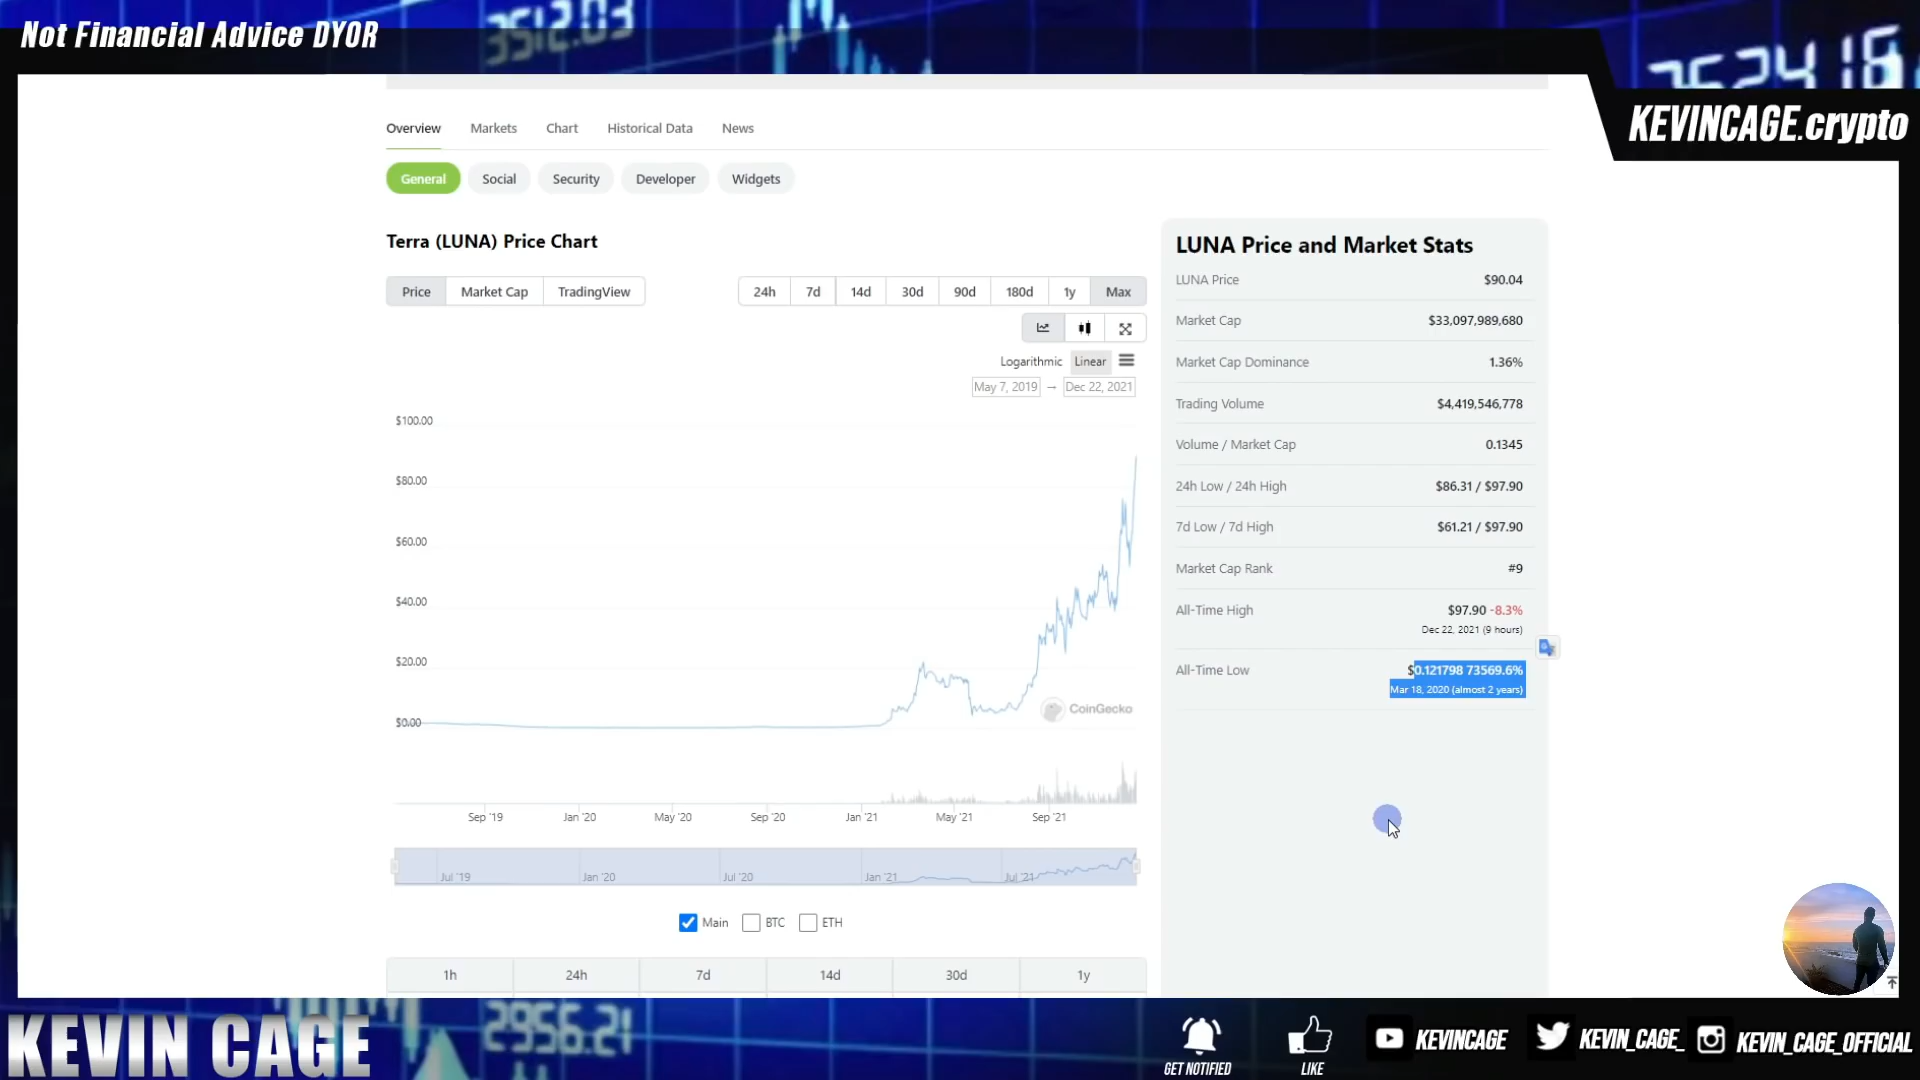 Not Financial Advice DYOR
3512.03
KEVINCAGE.crypto
Overview Markets Chart Historical Data News
General Social Security Developer Widgets
Terra (LUNA) Price Chart
Price Market Cap TradingView
24h 7d 14d 30d 90d 180d 1y Max
Logarithmic Linear
May 7, 2019 → Dec 22, 2021
$100.00
$80.00
$60.00
$40.00
$20.00
$0.00
CoinGecko
Sep '19 Jan '20 May '20 Sep '20 Jan '21 May '21 Sep '21
Jul '19 Jan '20 Jul '20 Jan '21 Jul '21
Main BTC ETH
1h 24h 7d 14d 30d 1y
LUNA Price and Market Stats
LUNA Price $90.04
Market Cap $33,097,989,680
Market Cap Dominance 1.36%
Trading Volume $4,419,546,778
Volume / Market Cap 0.1345
24h Low / 24h High $86.31 / $97.90
7d Low / 7d High $61.21 / $97.90
Market Cap Rank #9
All-Time High $97.90 -8.3%
Dec 22, 2021 (9 hours)
All-Time Low $0.121798 73569.6%
Mar 18, 2020 (almost 2 years)
KEVIN CAGE
2956.21
GET NOTIFIED
LIKE
KEVINCAGE
KEVIN_CAGE_
KEVIN_CAGE_OFFICIAL